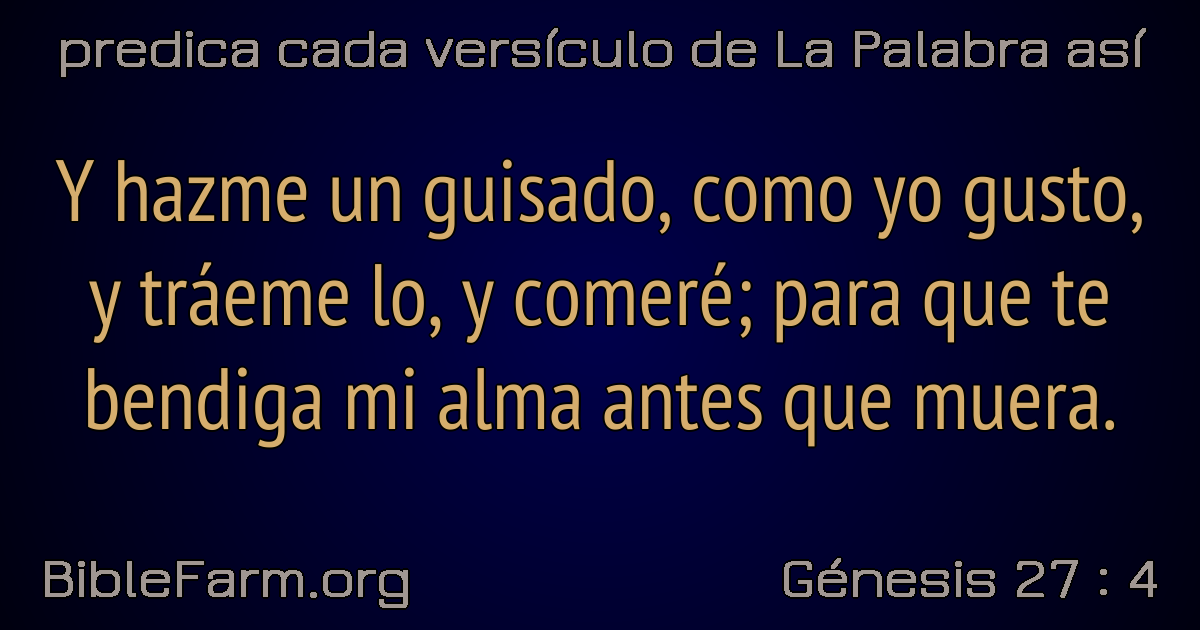 predica cada versículo de La Palabra así
Y hazme un guisado, como yo gusto,
y tráeme lo, y comeré; para que te
bendiga mi alma antes que muera.
BibleFarm.org
Génesis 27 : 4